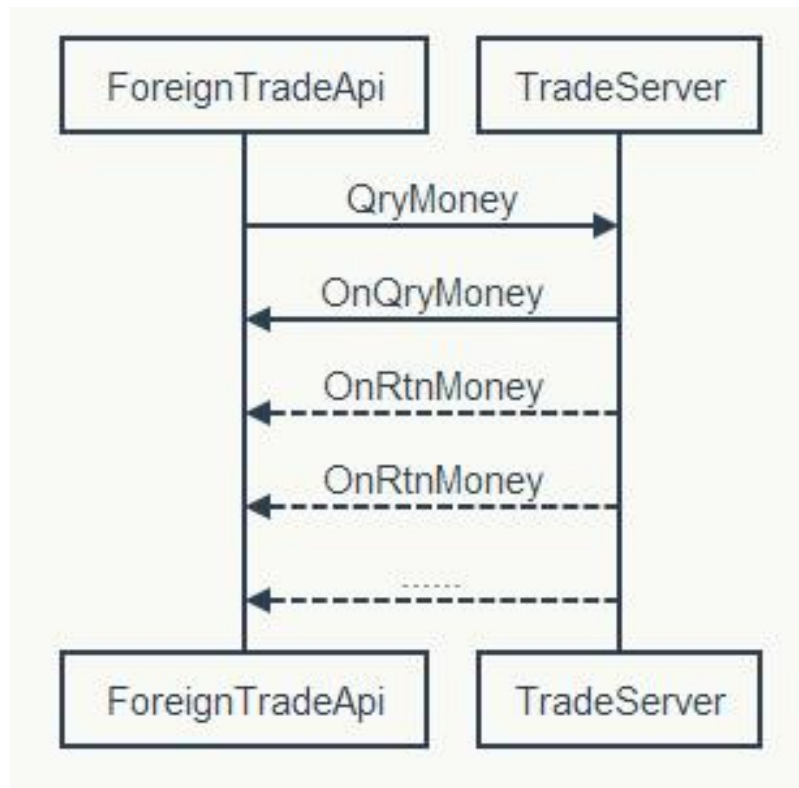 ForeignTradeApi TradeServer
QryMoney
OnQryMoney
OnRtnMoney
OnRtnMoney
......
ForeignTradeApi TradeServer